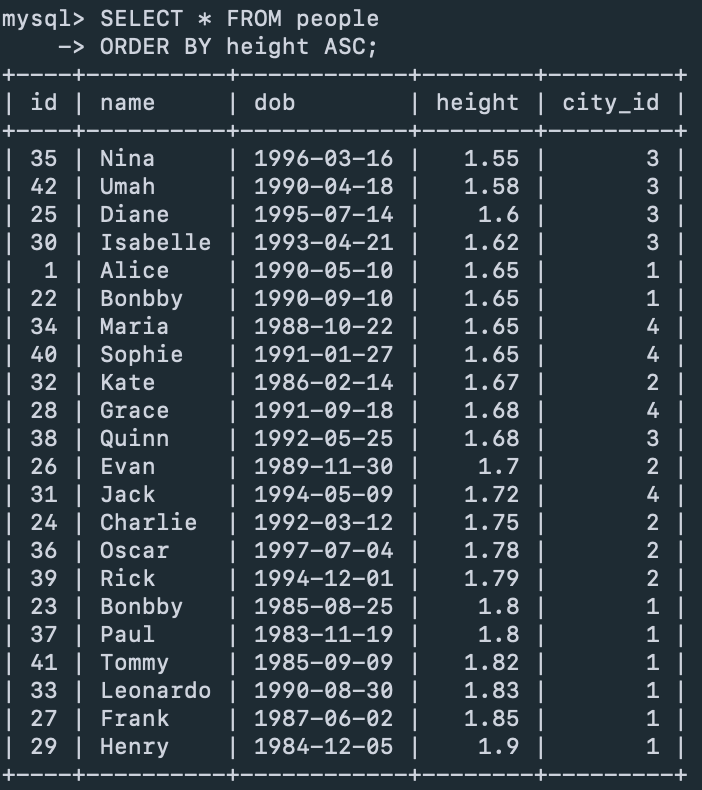 mysql> SELECT * FROM people
    -> ORDER BY height ASC;
+----+----------+------------+--------+---------+
| id | name     | dob        | height | city_id |
+----+----------+------------+--------+---------+
| 35 | Nina     | 1996-03-16 |   1.55 |       3 |
| 42 | Umah     | 1990-04-18 |   1.58 |       3 |
| 25 | Diane    | 1995-07-14 |    1.6 |       3 |
| 30 | Isabelle | 1993-04-21 |   1.62 |       3 |
|  1 | Alice    | 1990-05-10 |   1.65 |       1 |
| 22 | Bonbby   | 1990-09-10 |   1.65 |       1 |
| 34 | Maria    | 1988-10-22 |   1.65 |       4 |
| 40 | Sophie   | 1991-01-27 |   1.65 |       4 |
| 32 | Kate     | 1986-02-14 |   1.67 |       2 |
| 28 | Grace    | 1991-09-18 |   1.68 |       4 |
| 38 | Quinn    | 1992-05-25 |   1.68 |       3 |
| 26 | Evan     | 1989-11-30 |    1.7 |       2 |
| 31 | Jack     | 1994-05-09 |   1.72 |       4 |
| 24 | Charlie  | 1992-03-12 |   1.75 |       2 |
| 36 | Oscar    | 1997-07-04 |   1.78 |       2 |
| 39 | Rick     | 1994-12-01 |   1.79 |       2 |
| 23 | Bonbby   | 1985-08-25 |    1.8 |       1 |
| 37 | Paul     | 1983-11-19 |    1.8 |       1 |
| 41 | Tommy    | 1985-09-09 |   1.82 |       1 |
| 33 | Leonardo | 1990-08-30 |   1.83 |       1 |
| 27 | Frank    | 1987-06-02 |   1.85 |       1 |
| 29 | Henry    | 1984-12-05 |    1.9 |       1 |
+----+----------+------------+--------+---------+